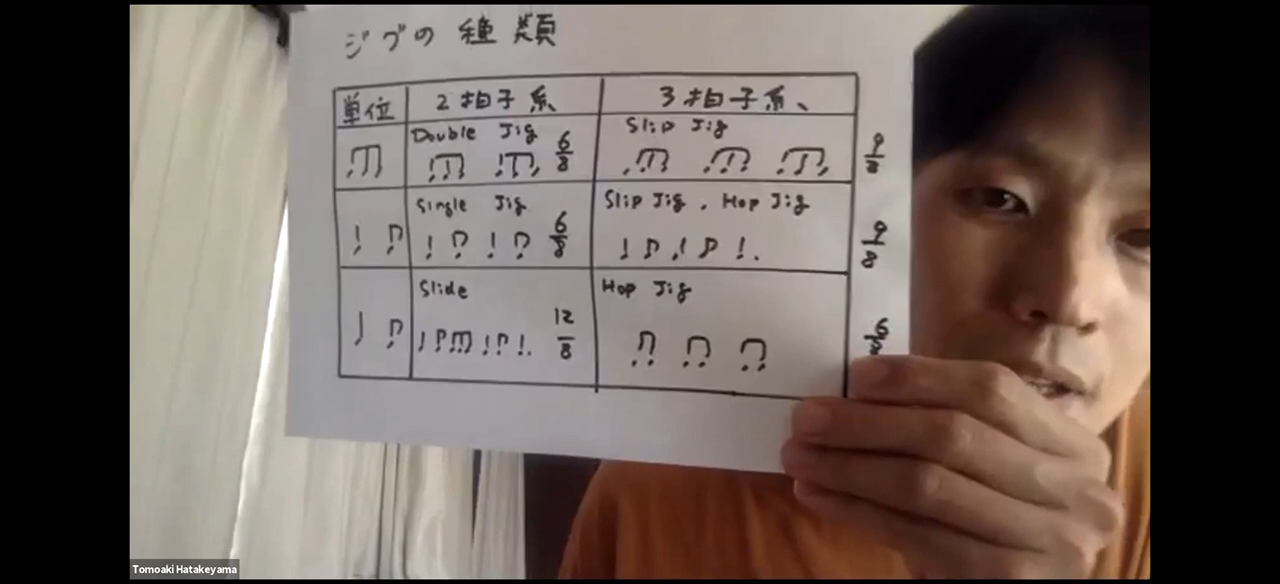 ジグの種類
単位 2拍子系 3拍子系
Double Jig 6/8 Slip Jig 9/8
Single Jig 6/8 Slip Jig, Hop Jig 9/8
Slide 12/8 Hop Jig
Tomoaki Hatakeyama